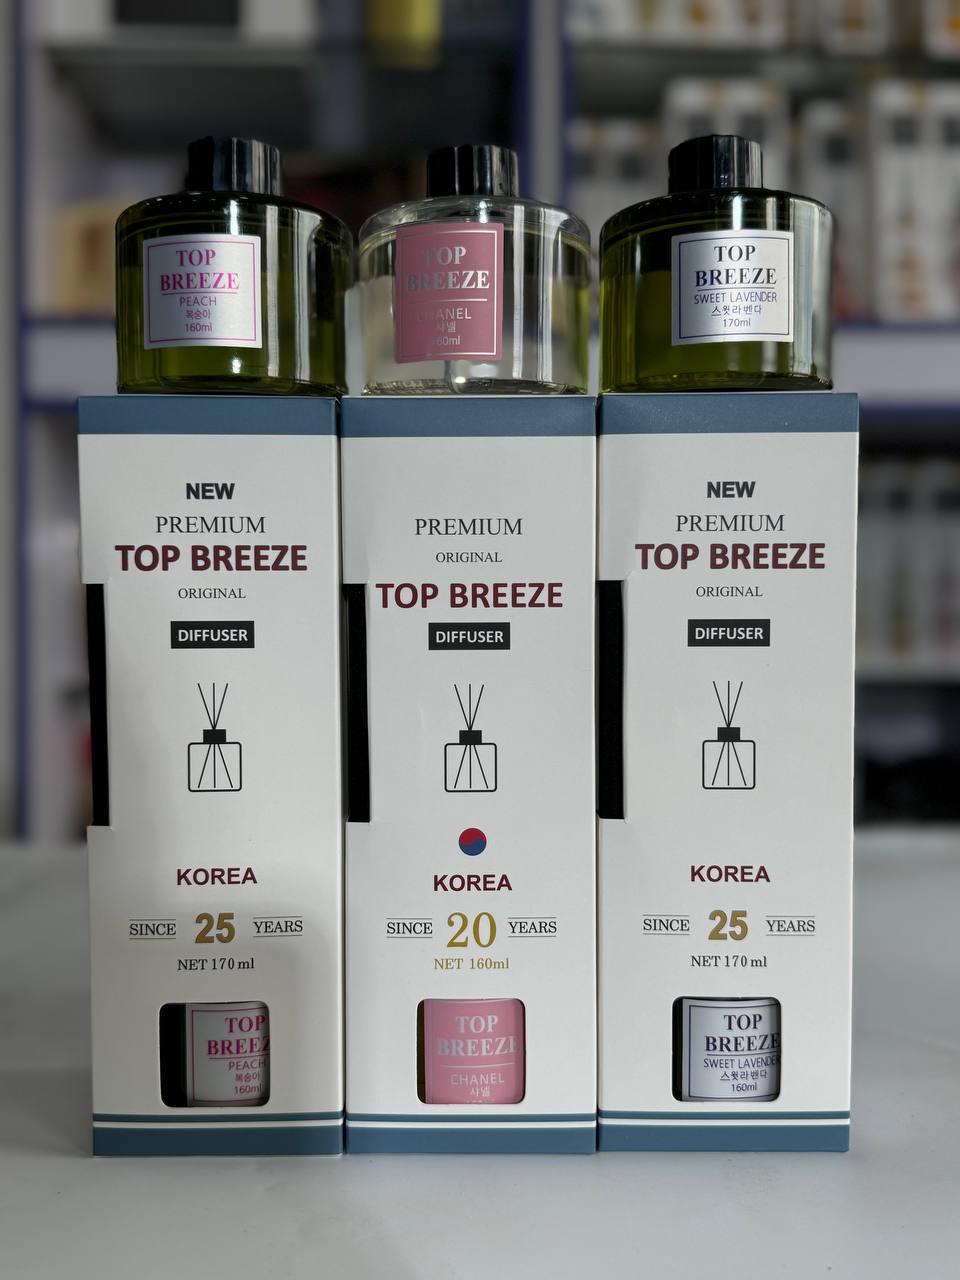 TOP
BREEZE
PEACH
복숭아
160ml
TOP
BREEZE
CHANEL
샤넬
60ml
TOP
BREEZE
SWEET LAVENDER
스윗라벤다
170ml
NEW
PREMIUM
TOP BREEZE
ORIGINAL
DIFFUSER
KOREA
SINCE 25 YEARS
NET 170 ml
TOP
BREEZ
PEACH
복숭아
160ml
PREMIUM
ORIGINAL
TOP BREEZE
DIFFUSER
KOREA
SINCE 20 YEARS
NET 160ml
TOP
BREEZE
CHANEL
샤넬
NEW
PREMIUM
TOP BREEZE
ORIGINAL
DIFFUSER
KOREA
SINCE 25 YEARS
NET 170 ml
TOP
BREEZE
SWEET LAVENDER
스윗라벤다
160ml